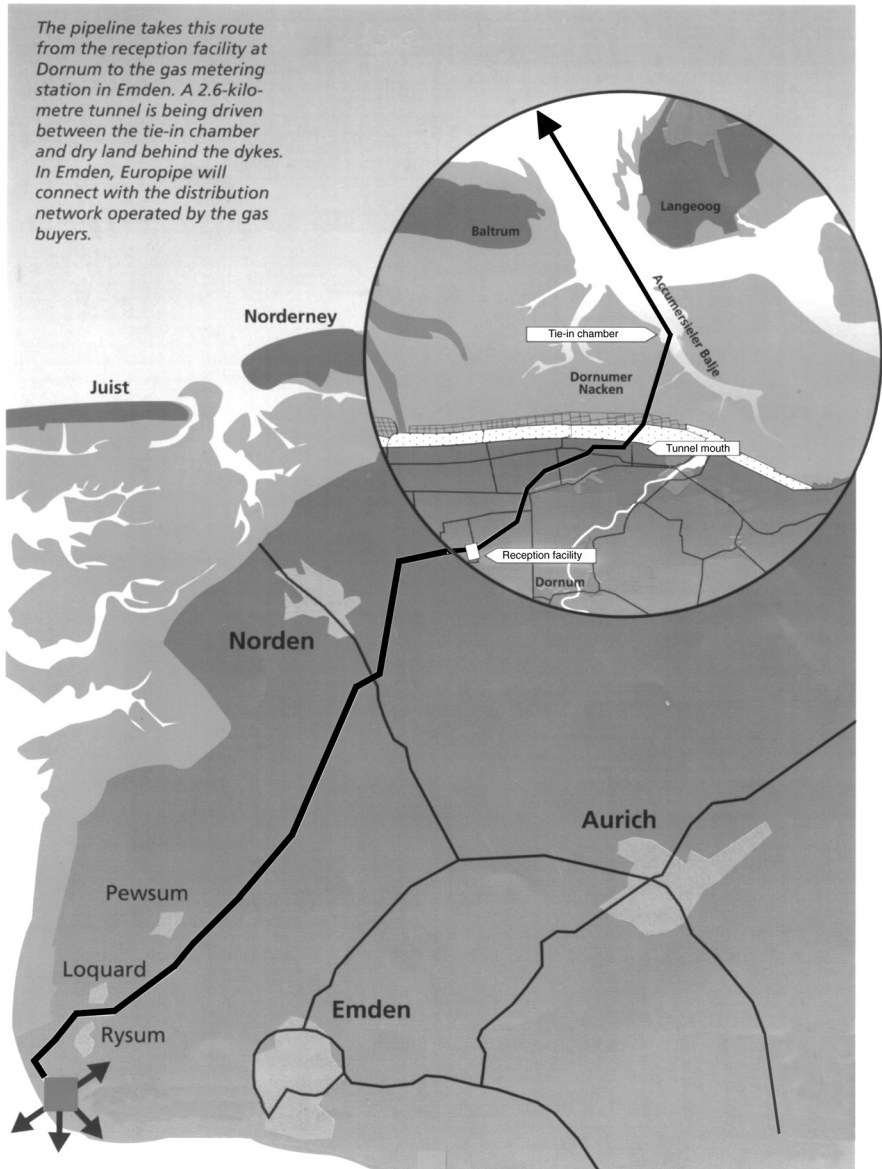 The pipeline takes this route
from the reception facility at
Dornum to the gas metering
station in Emden. A 2.6-kilo-
metre tunnel is being driven
between the tie-in chamber
and dry land behind the dykes.
In Emden, Europipe will
connect with the distribution
network operated by the gas
buyers.
Langeoog
Baltrum
Accumersieler Balje
Norderney
Tie-in chamber
Juist
Dornumer
Nacken
Tunnel mouth
Reception facility
Dornum
Norden
Aurich
Pewsum
Loquard
Emden
Rysum